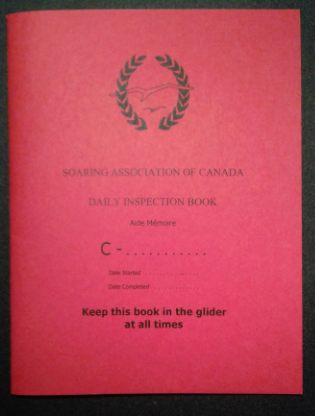 SOARING ASSOCIATION OF CANADA
DAILY INSPECTION BOOK
Aide Mémoire
C - . . . . . . . . . . .
Date Started . . . . . . . . . . . . . .
Date Completed . . . . . . . . . . . .
Keep this book in the glider
at all times